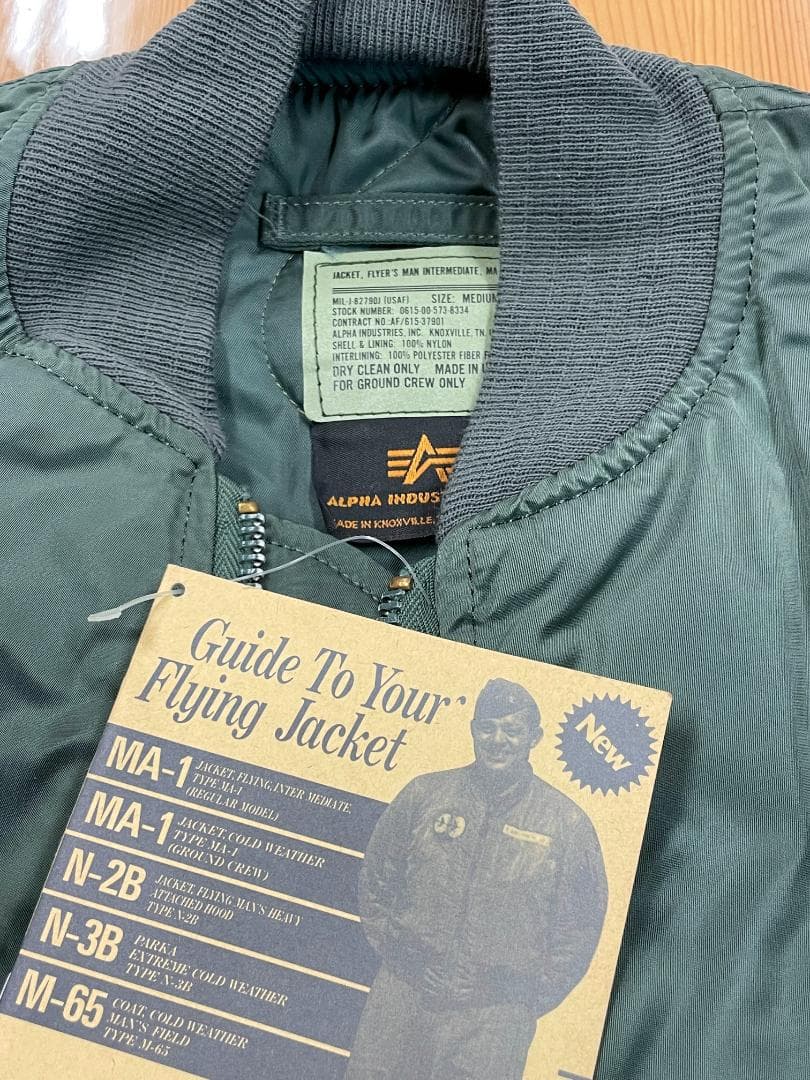 JACKET, FLYER'S MAN INTERMEDIATE, MA
MIL-J-8279DJ (USAF) SIZE: MEDIUM
STOCK NUMBER: 0615-00-573-8334
CONTRACT NO:AF/615-37901
ALPHA INDUSTRIES, INC. KNOXVILLE, TN.
SHELL & LINING: 100% NYLON
INTERLINING: 100% POLYESTER FIBER F
DRY CLEAN ONLY MADE IN U
FOR GROUND CREW ONLY
ALPHA INDUS
MADE IN KNOXVILLE,
Guide To Your
Flying Jacket
New
MA-1 JACKET, FLYING, INTER MEDIATE,
TYPE MA-1
(REGULAR MODEL)
MA-1 JACKET, COLD WEATHER
TYPE MA-1
(GROUND CREW)
N-2B JACKET, FLYING MAN'S HEAVY
ATTACHED HOOD
TYPE N-2B
N-3B PARKA
EXTREME COLD WEATHER
TYPE N-3B
M-65 COAT, COLD WEATHER
MAN'S FIELD
TYPE M-65